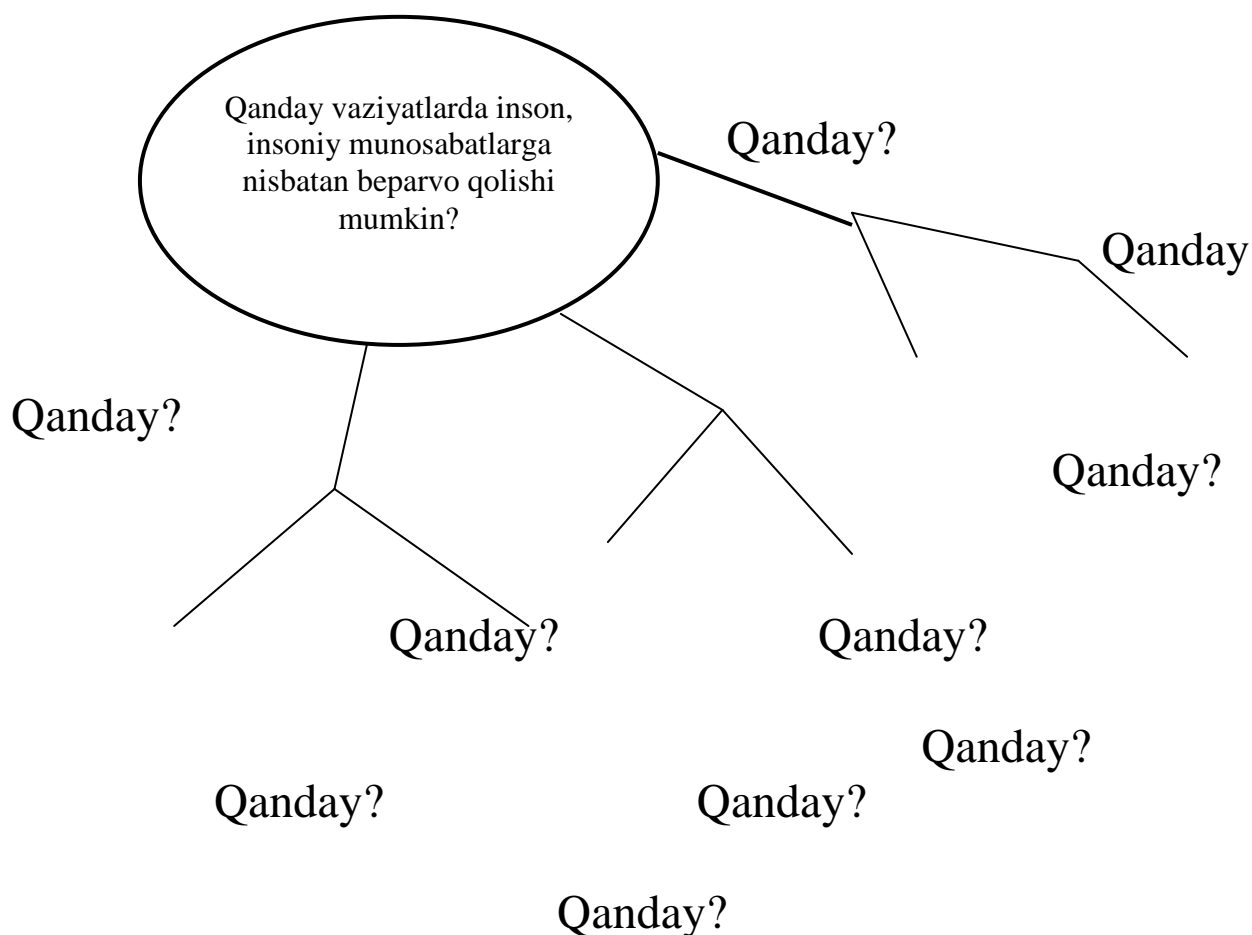 Qanday vaziyatlarda inson,
insoniy munosabatlarga
nisbatan beparvo qolishi
mumkin?
Qanday?
Qanday
Qanday?
Qanday?
Qanday?
Qanday?
Qanday?
Qanday?
Qanday?
Qanday?